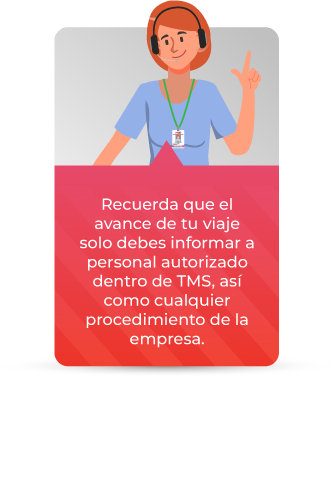 Recuerda que el
avance de tu viaje
solo debes informar a
personal autorizado
dentro de TMS, así
como cualquier
procedimiento de la
empresa.